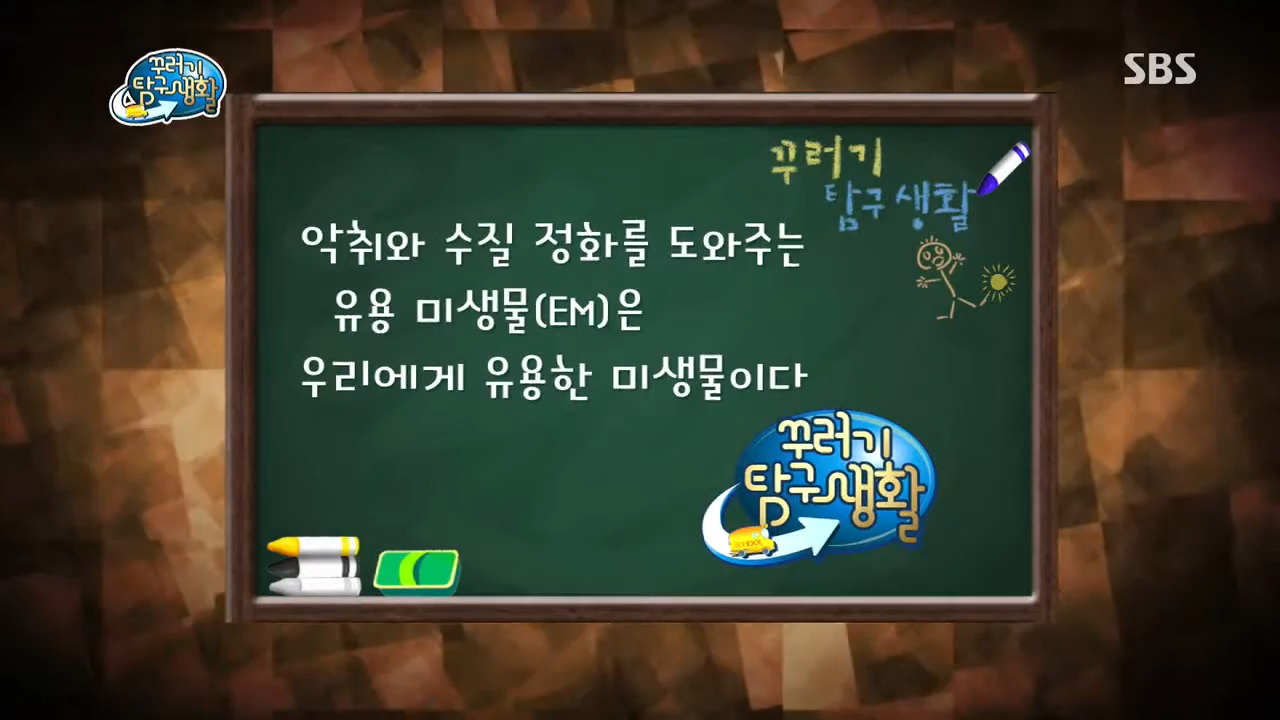 꾸러기
탐구생활
SBS
꾸러기
탐구생활
악취와 수질 정화를 도와주는
유용 미생물(EM)은
우리에게 유용한 미생물이다
꾸러기
탐구생활
SCHOOL